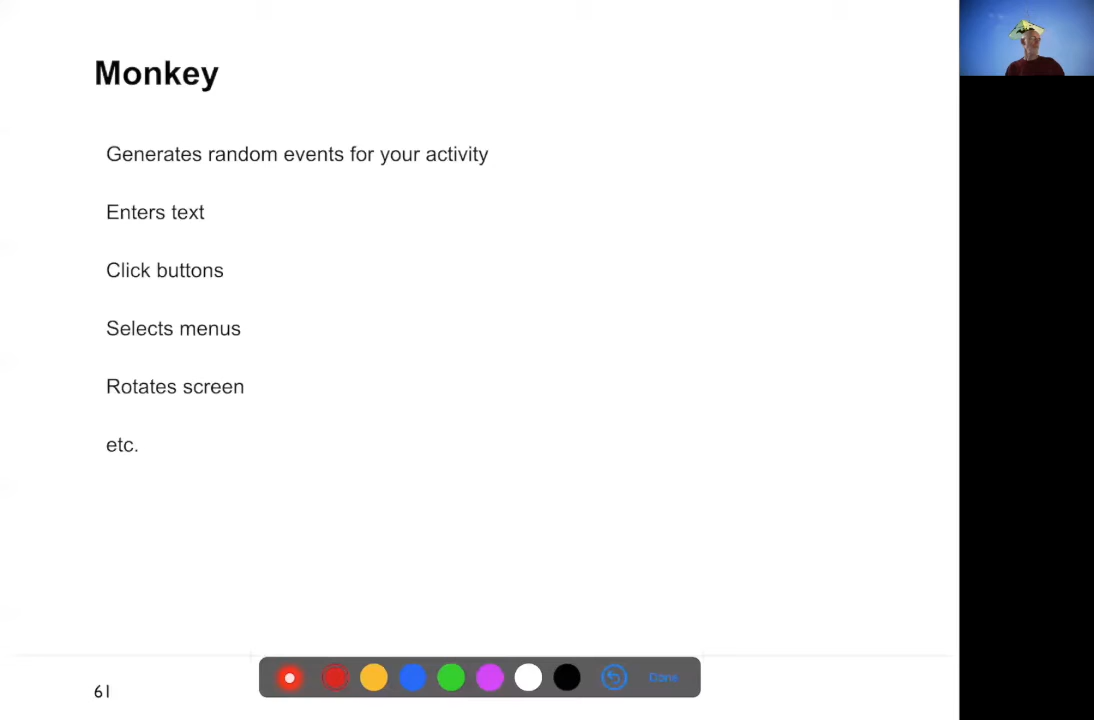 Monkey
Generates random events for your activity
Enters text
Click buttons
Selects menus
Rotates screen
etc.
61
Done